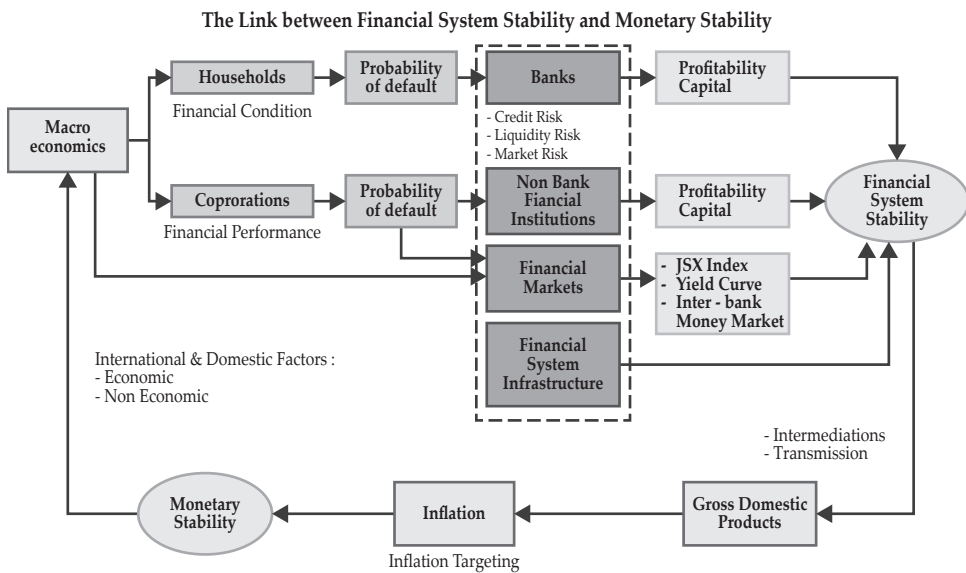 The Link between Financial System Stability and Monetary Stability
Households
Financial Condition
Probability
of default
Banks
- Credit Risk
- Liquidity Risk
- Market Risk
Profitability
Capital
Macro
economics
Coprorations
Financial Performance
Probability
of default
Non Bank
Fiancial
Institutions
Profitability
Capital
Financial
System
Stability
Financial
Markets
- JSX Index
- Yield Curve
- Inter - bank
Money Market
Financial
System
Infrastructure
International & Domestic Factors :
- Economic
- Non Economic
- Intermediations
- Transmission
Monetary
Stability
Inflation
Inflation Targeting
Gross Domestic
Products